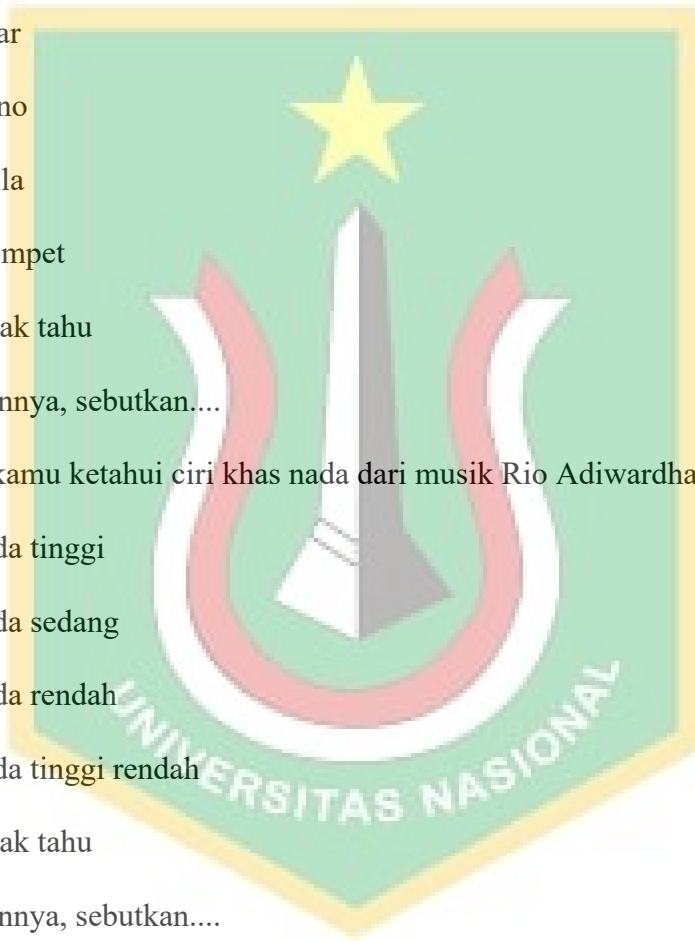 ar
no
la
mpet
ak tahu
nnya, sebutkan....
kamu ketahui ciri khas nada dari musik Rio Adiwardha
da tinggi
da sedang
da rendah
da tinggi rendah
ak tahu
nnya, sebutkan....
UNIVERSITAS NASIONAL